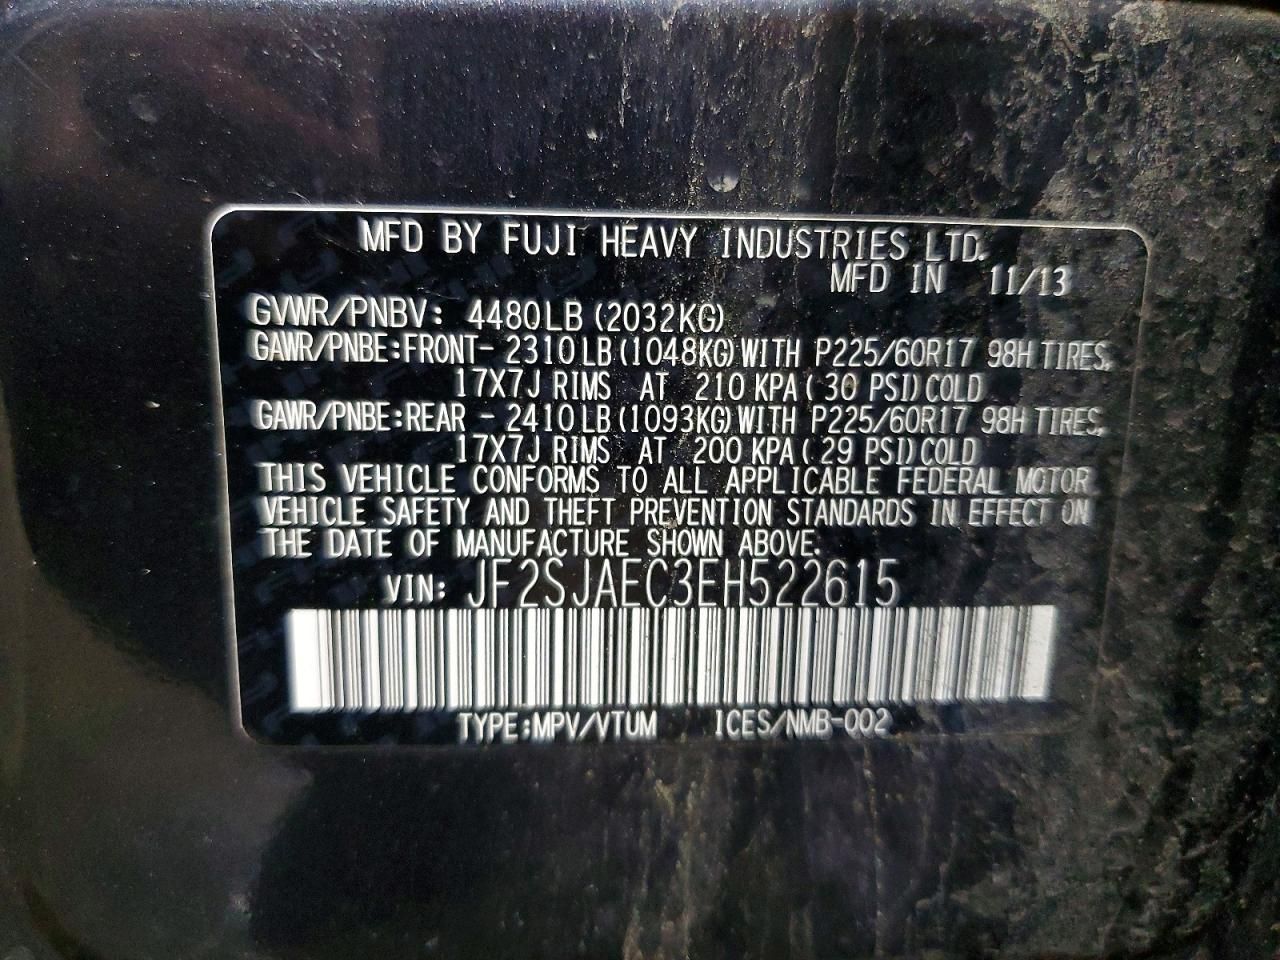 MFD BY FUJI HEAVY INDUSTRIES LTD.
MFD IN 11/13
GVWR/PNBV: 4480LB (2032KG)
GAWR/PNBE:FRONT- 2310LB(1048KG)WITH P225/60R17 98H TIRES,
17X7J RIMS AT 210 KPA( 30 PSI)COLD
GAWR/PNBE:REAR - 2410LB(1093KG)WITH P225/60R17 98H TIRES,
17X7J RIMS AT 200 KPA( 29 PSI)COLD
THIS VEHICLE CONFORMS TO ALL APPLICABLE FEDERAL MOTOR
VEHICLE SAFETY AND THEFT PREVENTION STANDARDS IN EFFECT ON
THE DATE OF MANUFACTURE SHOWN ABOVE.
VIN: JF2SJAEC3EH522615
TYPE:MPV/VTUM ICES/NMB-002